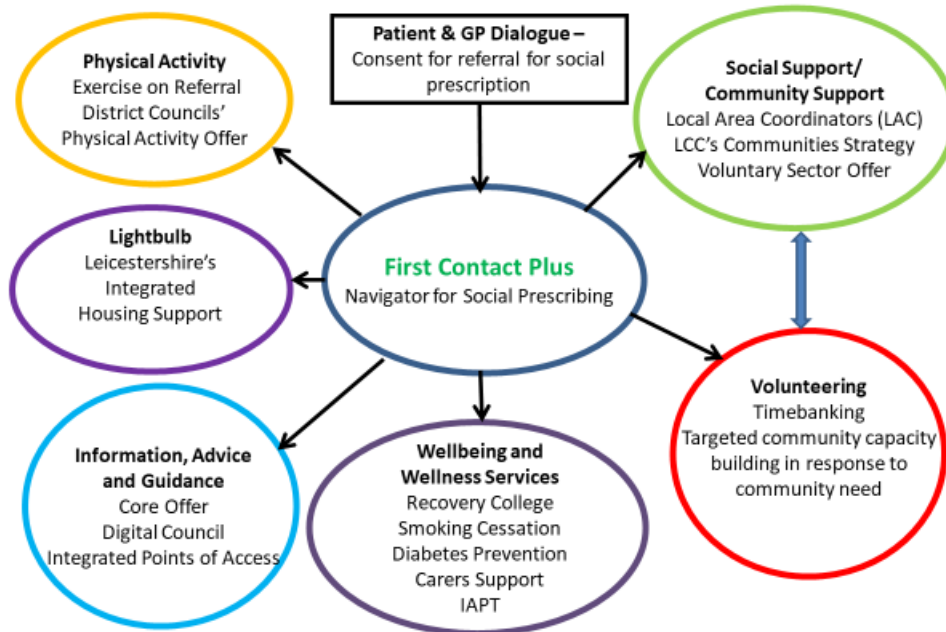 Patient & GP Dialogue –
Consent for referral for social
prescription
Physical Activity
Exercise on Referral
District Councils'
Physical Activity Offer
Social Support/
Community Support
Local Area Coordinators (LAC)
LCC's Communities Strategy
Voluntary Sector Offer
Lightbulb
Leicestershire's
Integrated
Housing Support
First Contact Plus
Navigator for Social Prescribing
Information, Advice
and Guidance
Core Offer
Digital Council
Integrated Points of Access
Wellbeing and
Wellness Services
Recovery College
Smoking Cessation
Diabetes Prevention
Carers Support
IAPT
Volunteering
Timebanking
Targeted community capacity
building in response to
community need